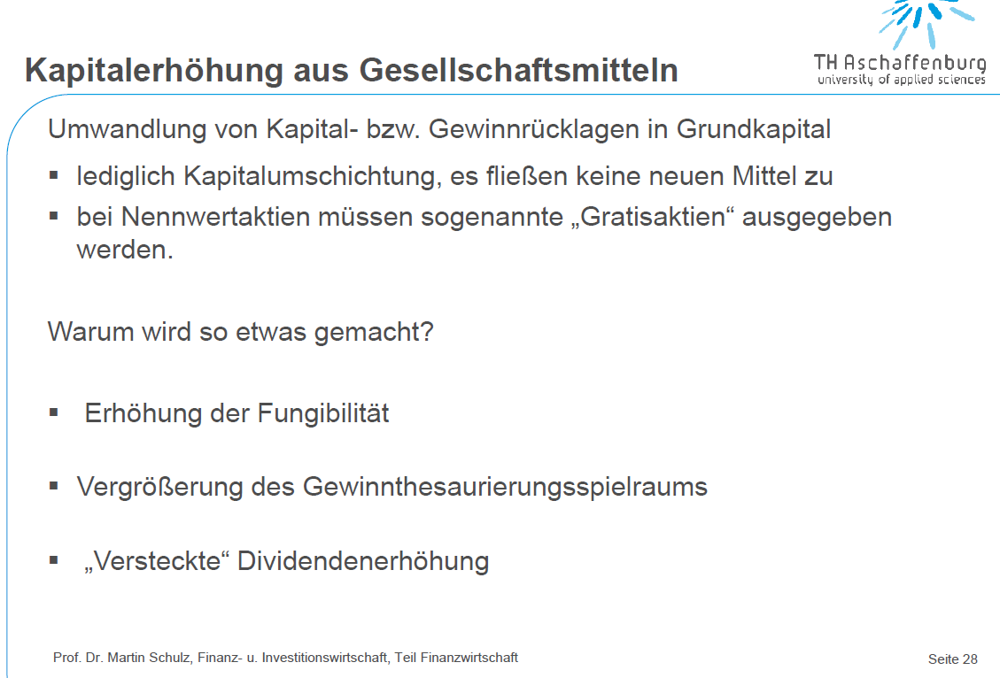 Kapitalerhöhung aus Gesellschaftsmitteln
TH Aschaffenburg
university of applied sciences
Umwandlung von Kapital- bzw. Gewinnrücklagen in Grundkapital
▪ lediglich Kapitalumschichtung, es fließen keine neuen Mittel zu
▪ bei Nennwertaktien müssen sogenannte „Gratisaktien“ ausgegeben
werden.
Warum wird so etwas gemacht?
▪ Erhöhung der Fungibilität
▪ Vergrößerung des Gewinnthesaurierungsspielraums
▪ „Versteckte“ Dividendenerhöhung
Prof. Dr. Martin Schulz, Finanz- u. Investitionswirtschaft, Teil Finanzwirtschaft
Seite 28